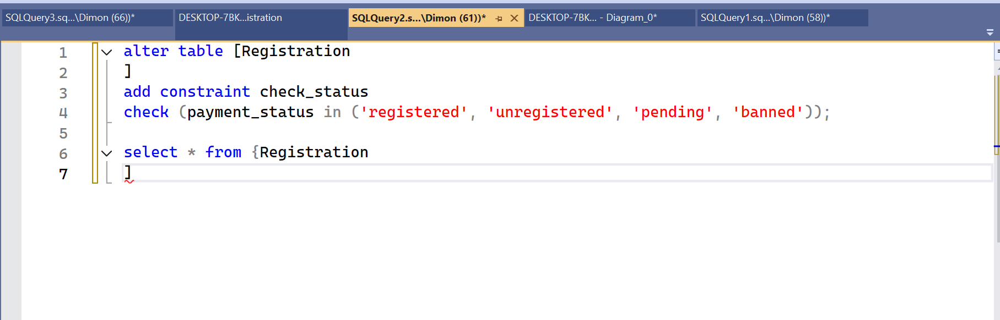 SQLQuery3.sq...\Dimon (66))*
DESKTOP-7BK...istration
SQLQuery2.s...\Dimon (61))*
DESKTOP-7BK... - Diagram_0*
SQLQuery1.sq...\Dimon (58))*
1 alter table [Registration
2 ]
3 add constraint check_status
4 check (payment_status in ('registered', 'unregistered', 'pending', 'banned'));
5
6 select * from {Registration
7 ]